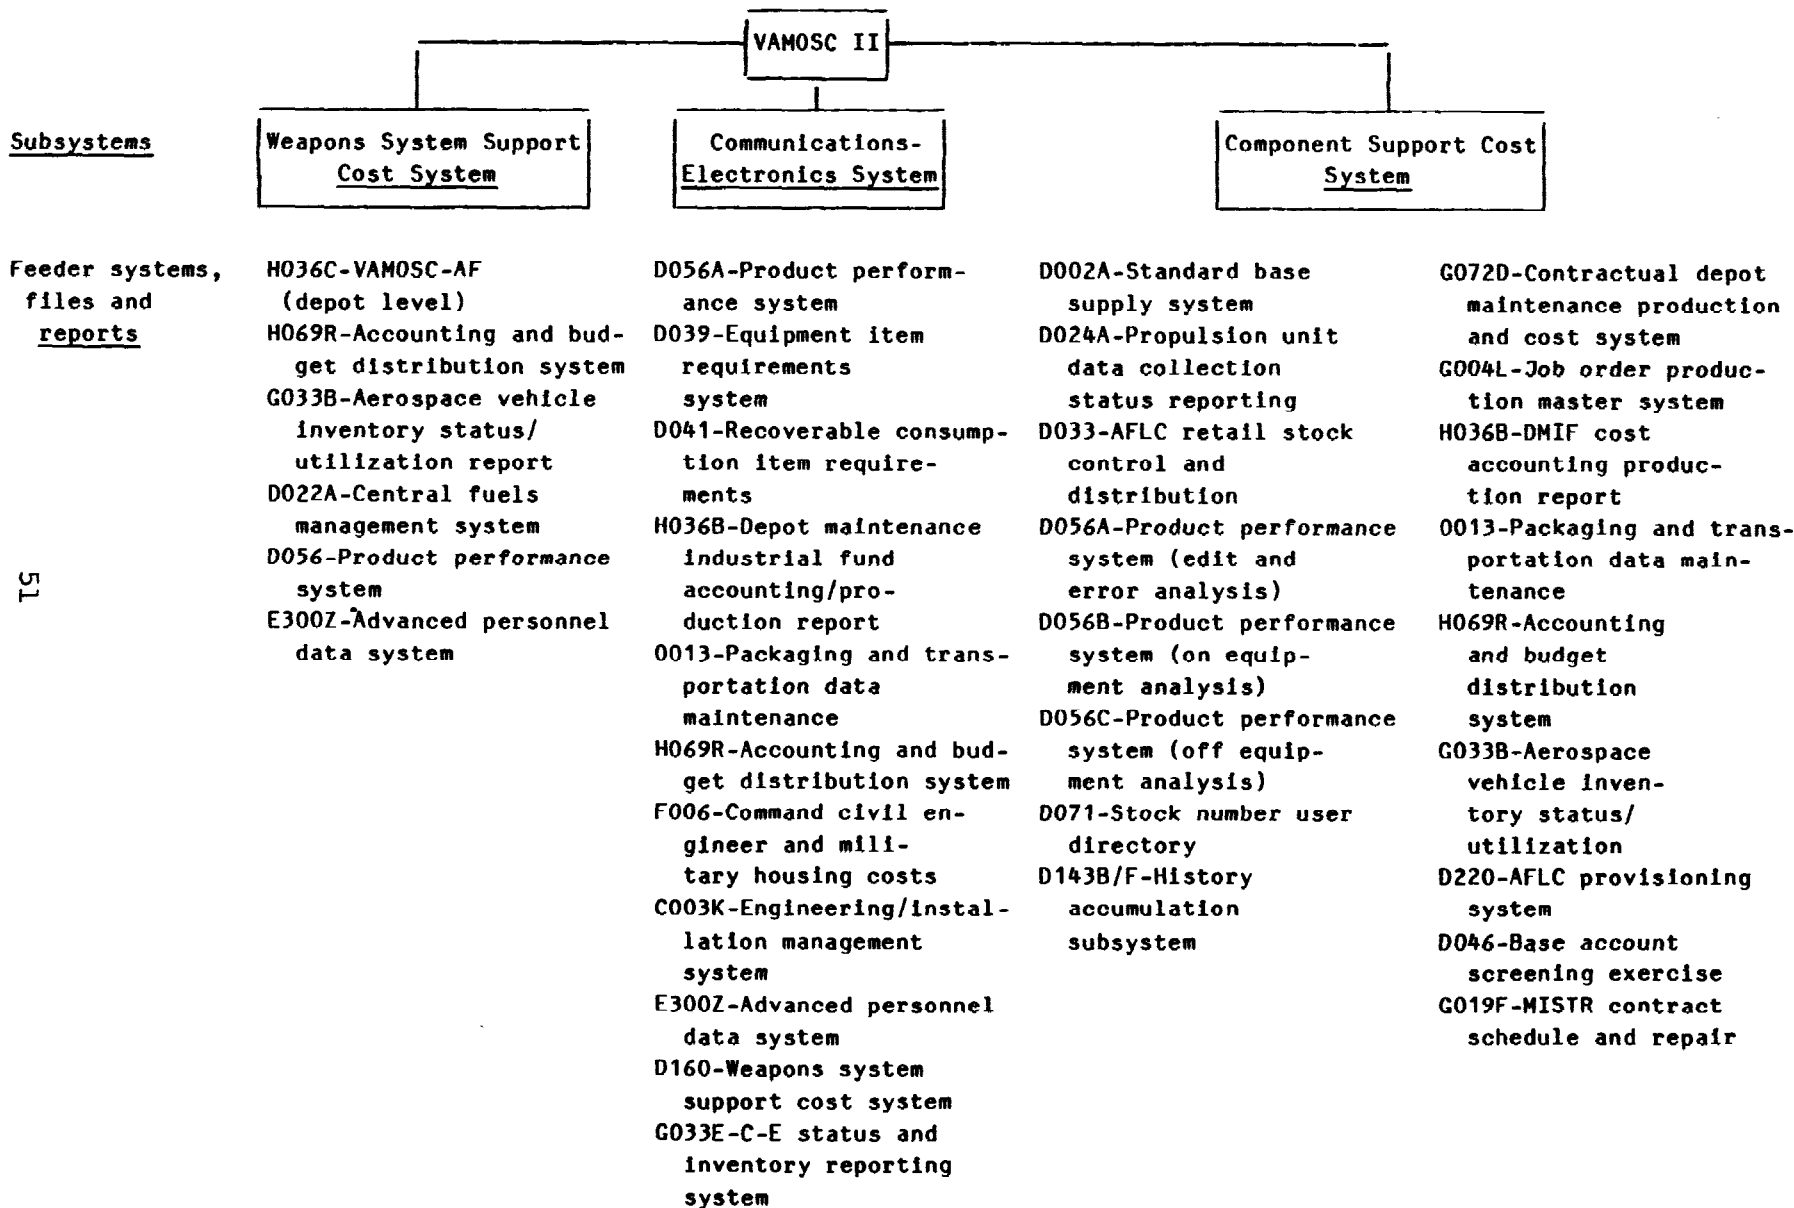 VAMOSC II
Subsystems
Weapons System Support
Cost System
Communications-
Electronics System
Component Support Cost
System
Feeder systems,
files and
reports
H036C-VAMOSC-AF
(depot level)
H069R-Accounting and bud-
get distribution system
G033B-Aerospace vehicle
inventory status/
utilization report
D022A-Central fuels
management system
D056-Product performance
system
E300Z-Advanced personnel
data system
D056A-Product perform-
ance system
D039-Equipment item
requirements
system
D041-Recoverable consump-
tion item require-
ments
H036B-Depot maintenance
industrial fund
accounting/pro-
duction report
O013-Packaging and trans-
portation data
maintenance
H069R-Accounting and bud-
get distribution system
F006-Command civil en-
gineer and mili-
tary housing costs
C003K-Engineering/instal-
lation management
system
E300Z-Advanced personnel
data system
D160-Weapons system
support cost system
G033E-C-E status and
inventory reporting
system
D002A-Standard base
supply system
D024A-Propulsion unit
data collection
status reporting
D033-AFLC retail stock
control and
distribution
D056A-Product performance
system (edit and
error analysis)
D056B-Product performance
system (on equip-
ment analysis)
D056C-Product performance
system (off equip-
ment analysis)
D071-Stock number user
directory
D143B/F-History
accumulation
subsystem
G072D-Contractual depot
maintenance production
and cost system
G004L-Job order produc-
tion master system
H036B-DMIF cost
accounting produc-
tion report
O013-Packaging and trans-
portation data main-
tenance
H069R-Accounting
and budget
distribution
system
G033B-Aerospace
vehicle inven-
tory status/
utilization
D220-AFLC provisioning
system
D046-Base account
screening exercise
G019F-MISTR contract
schedule and repair
51